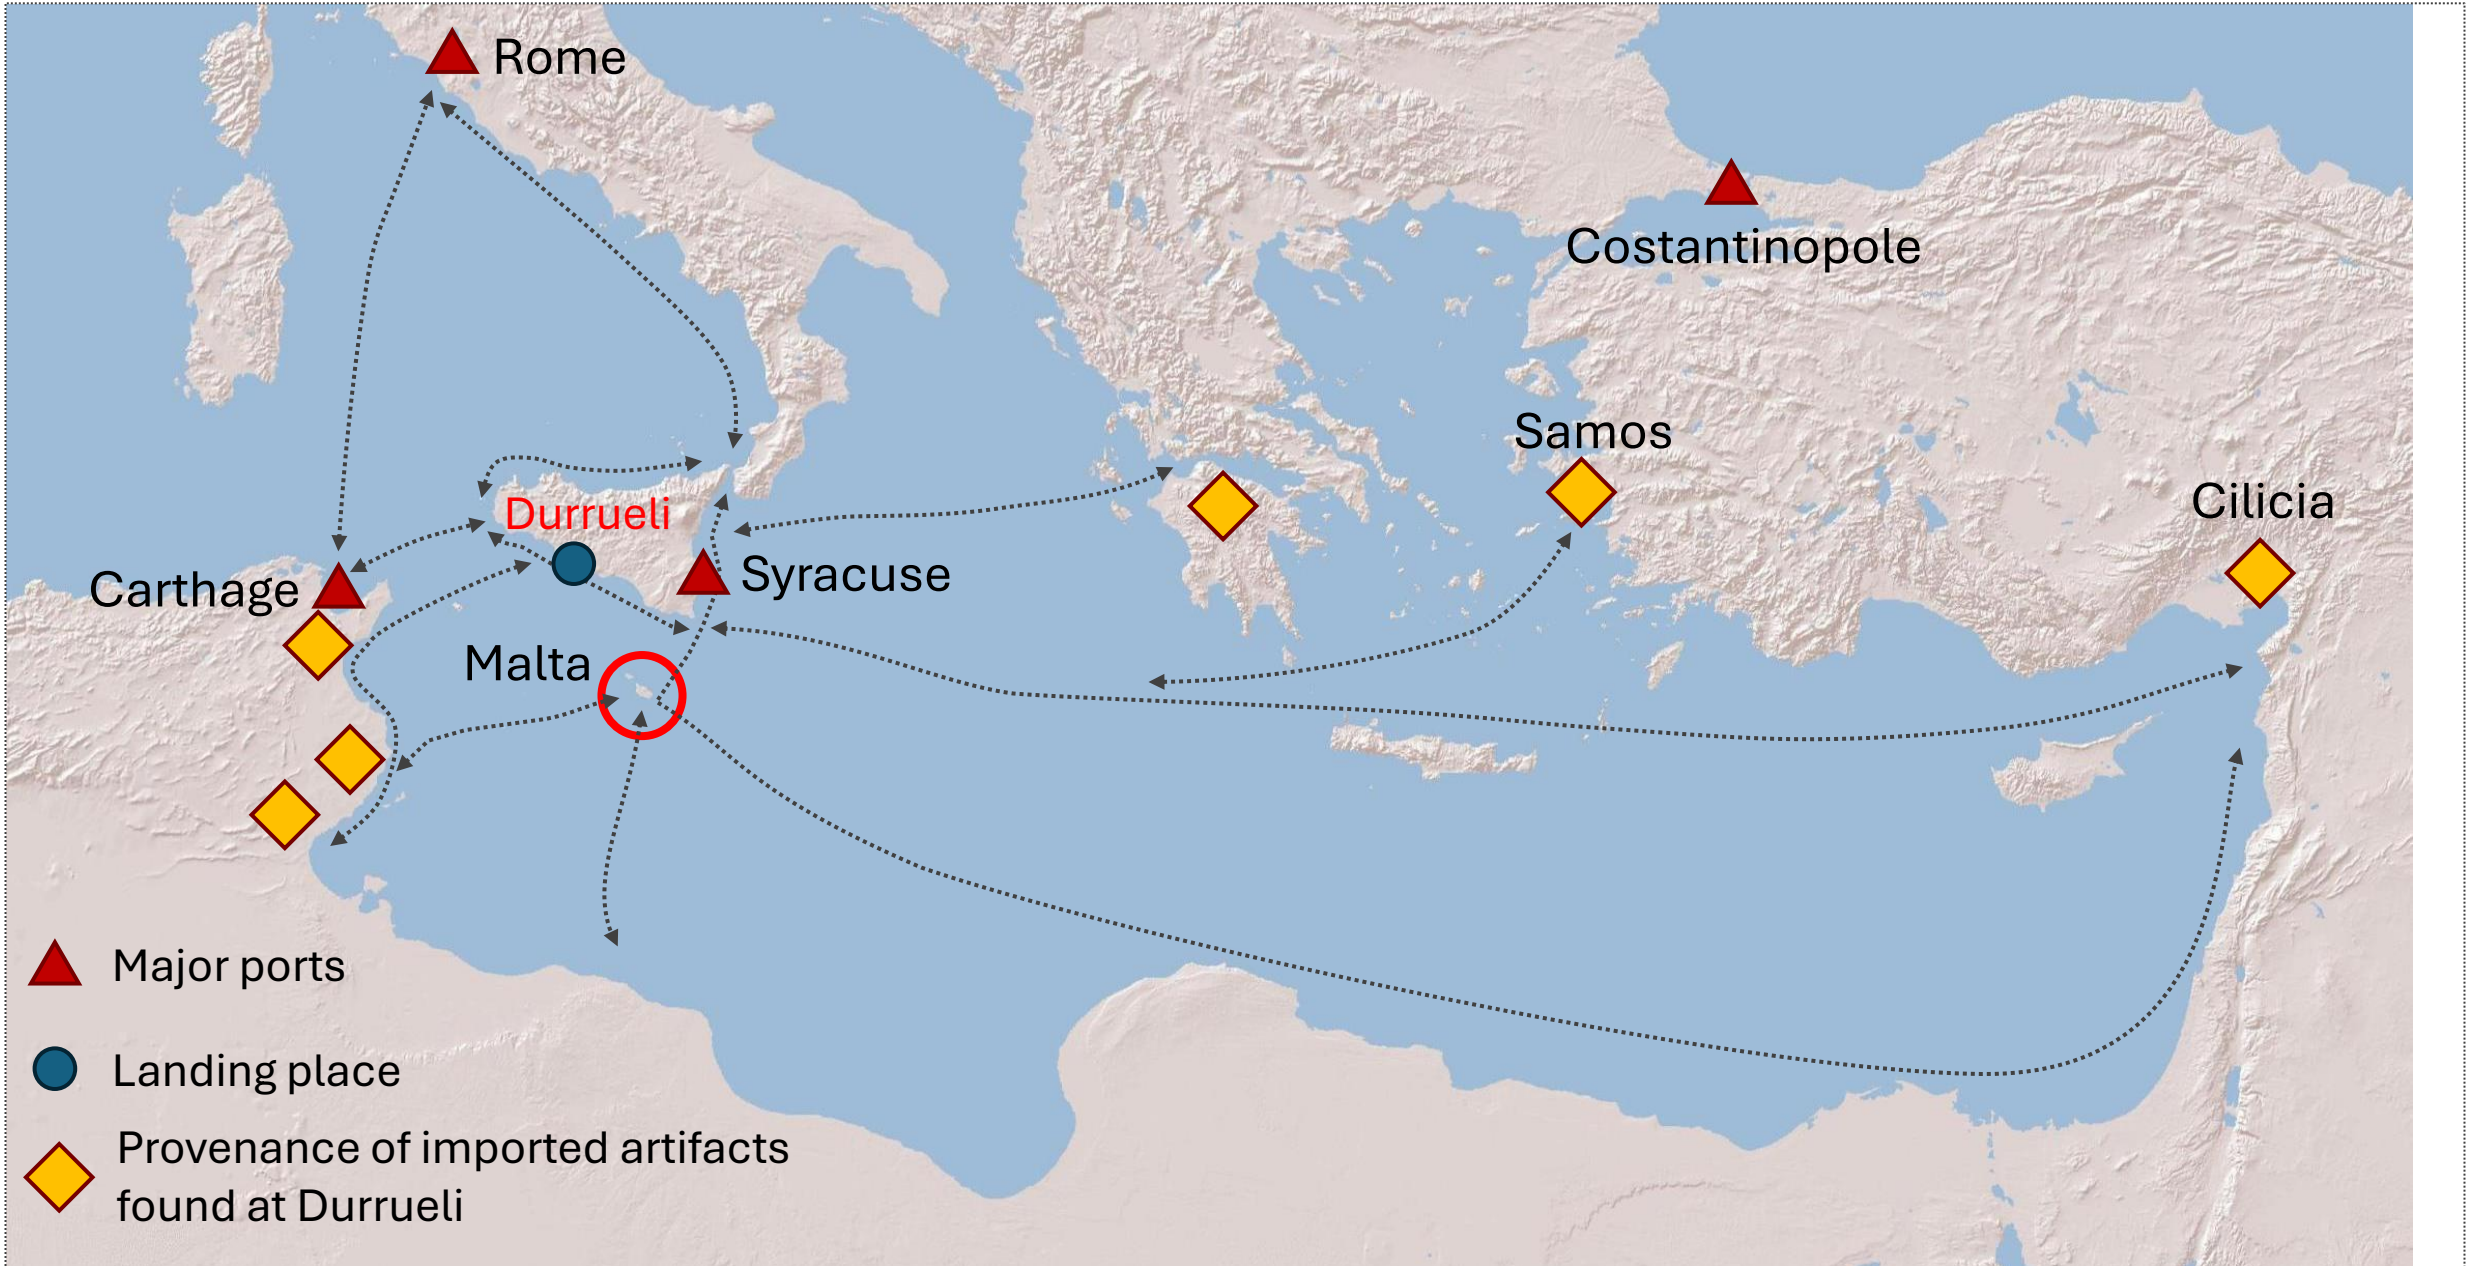 Rome
Costantinopole
Samos
Cilicia
Durrueli
Syracuse
Carthage
Malta
Major ports
Landing place
Provenance of imported artifacts
found at Durrueli